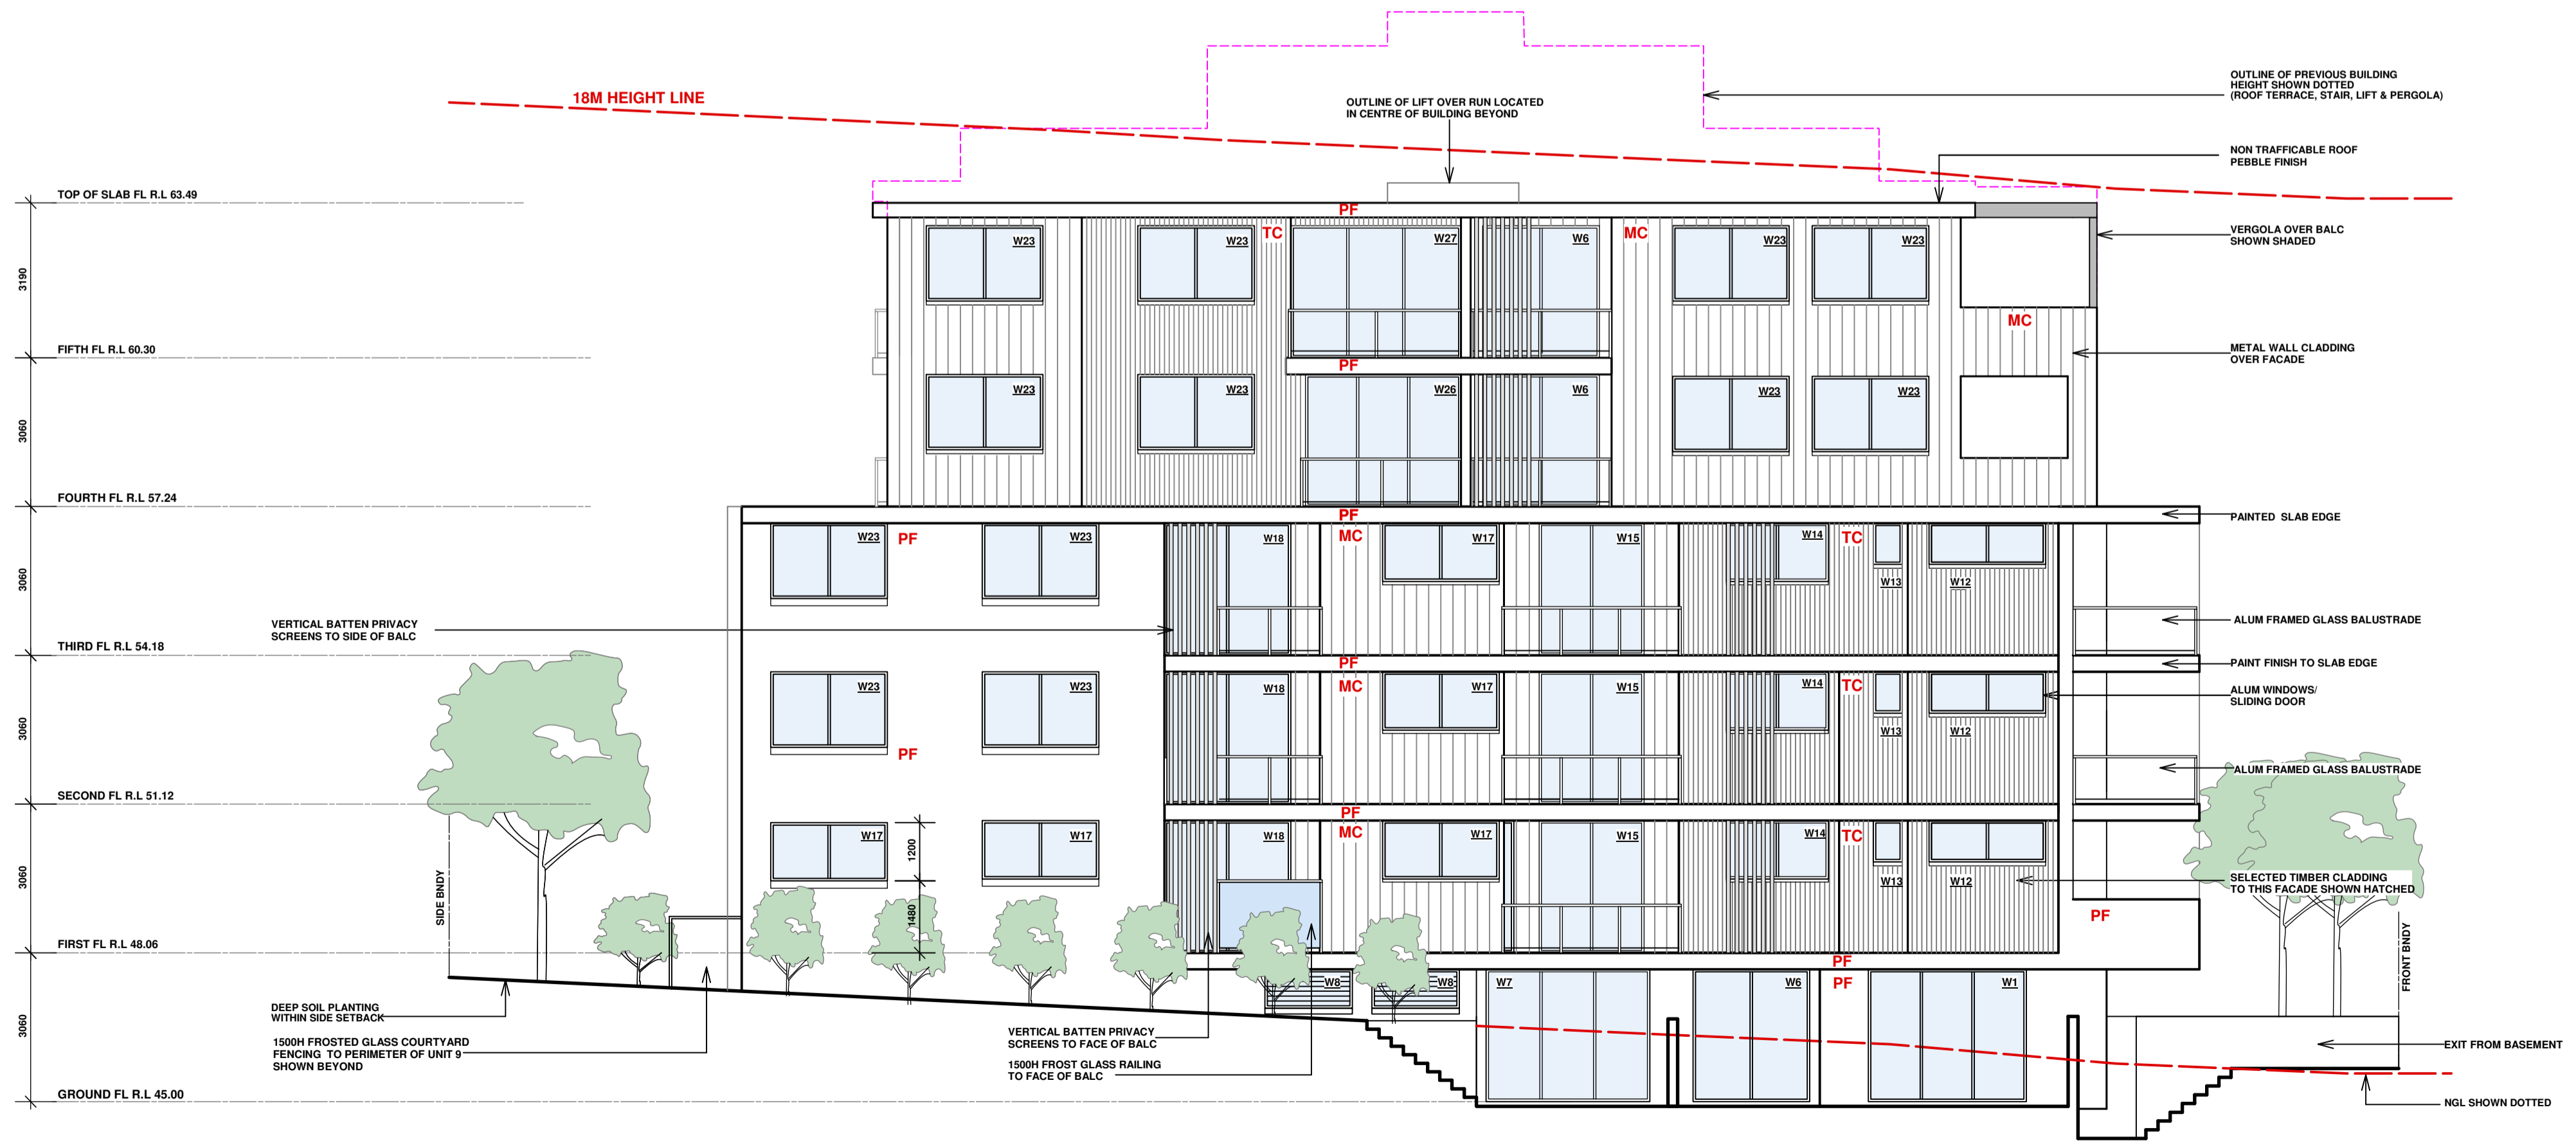 OUTLINE OF PREVIOUS BUILDING
HEIGHT SHOWN DOTTED
(ROOF TERRACE, STAIR, LIFT & PERGOLA)
18M HEIGHT LINE
OUTLINE OF LIFT OVER RUN LOCATED
IN CENTRE OF BUILDING BEYOND
NON TRAFFICABLE ROOF
PEBBLE FINISH
TOP OF SLAB FL R.L 63.49
PF
W23
W23
TC
W27
W6
MC
W23
W23
VERGOLA OVER BALC
SHOWN SHADED
3190
MC
FIFTH FL R.L 60.30
PF
METAL WALL CLADDING
OVER FACADE
W23
W23
W26
W6
W23
W23
3060
FOURTH FL R.L 57.24
PF
PAINTED SLAB EDGE
W23
PF
W23
W18
MC
W17
W15
W14
TC
W13
W12
3060
VERTICAL BATTEN PRIVACY
SCREENS TO SIDE OF BALC
ALUM FRAMED GLASS BALUSTRADE
THIRD FL R.L 54.18
PF
PAINT FINISH TO SLAB EDGE
W23
W23
W18
MC
W17
W15
W14
TC
W13
W12
ALUM WINDOWS/
SLIDING DOOR
3060
PF
ALUM FRAMED GLASS BALUSTRADE
SECOND FL R.L 51.12
PF
W17
1200
W17
W18
MC
W17
W15
W14
TC
W13
W12
3060
SIDE BNDY
1480
SELECTED TIMBER CLADDING
TO THIS FACADE SHOWN HATCHED
PF
FRONT BNDY
FIRST FL R.L 48.06
PF
W8
W8
W7
W6
PF
W1
DEEP SOIL PLANTING
WITHIN SIDE SETBACK
3060
1500H FROSTED GLASS COURTYARD
FENCING TO PERIMETER OF UNIT 9
SHOWN BEYOND
VERTICAL BATTEN PRIVACY
SCREENS TO FACE OF BALC
1500H FROST GLASS RAILING
TO FACE OF BALC
EXIT FROM BASEMENT
GROUND FL R.L 45.00
NGL SHOWN DOTTED